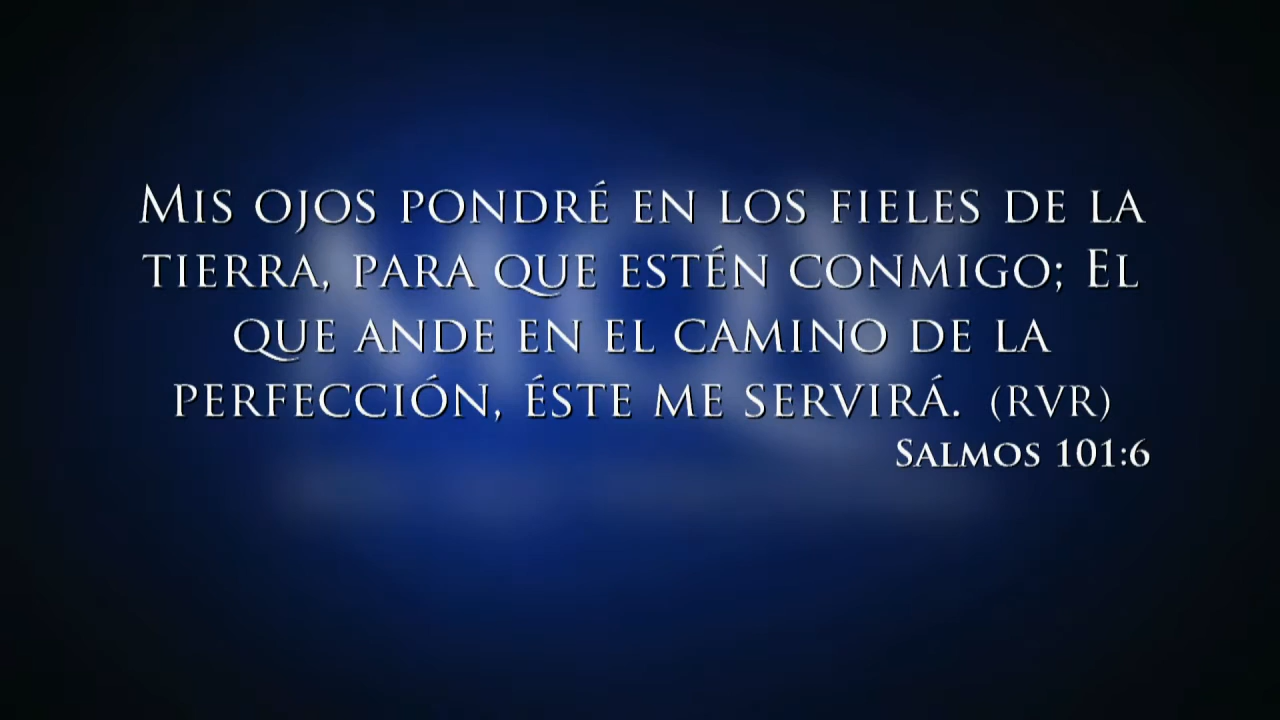 Mis ojos pondré en los fieles de la
tierra, para que estén conmigo; El
que ande en el camino de la
perfección, éste me servirá. (RVR)
Salmos 101:6